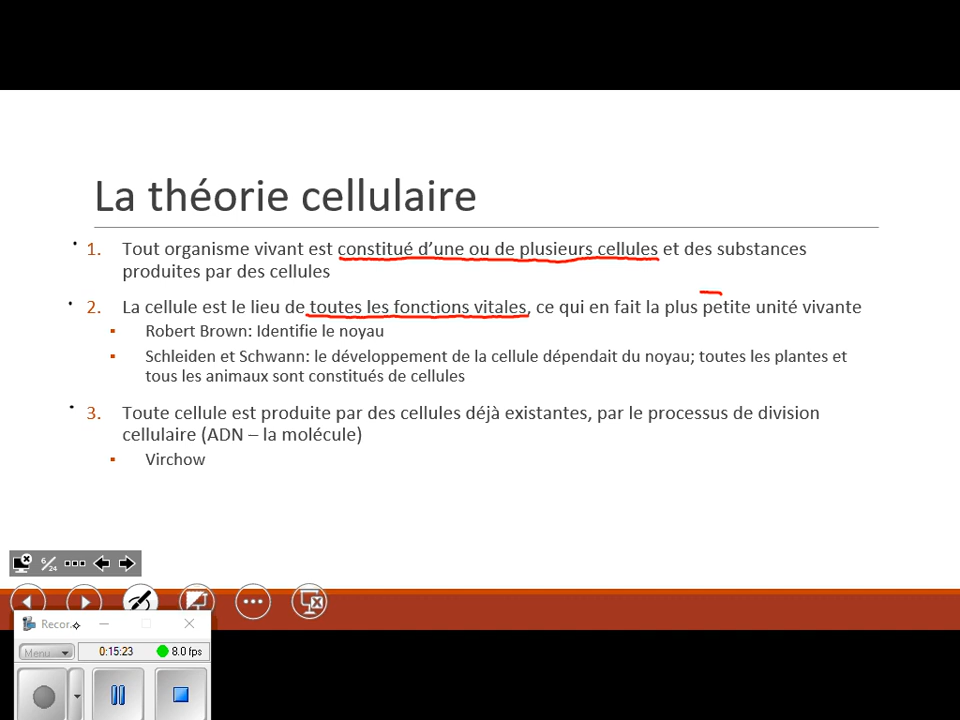 La théorie cellulaire
1. Tout organisme vivant est constitué d’une ou de plusieurs cellules et des substances
produites par des cellules
2. La cellule est le lieu de toutes les fonctions vitales, ce qui en fait la plus petite unité vivante
▪ Robert Brown: Identifie le noyau
▪ Schleiden et Schwann: le développement de la cellule dépendait du noyau; toutes les plantes et
tous les animaux sont constitués de cellules
3. Toute cellule est produite par des cellules déjà existantes, par le processus de division
cellulaire (ADN – la molécule)
▪ Virchow
6/24
Recor...
Menu
0:15:23
8.0 fps